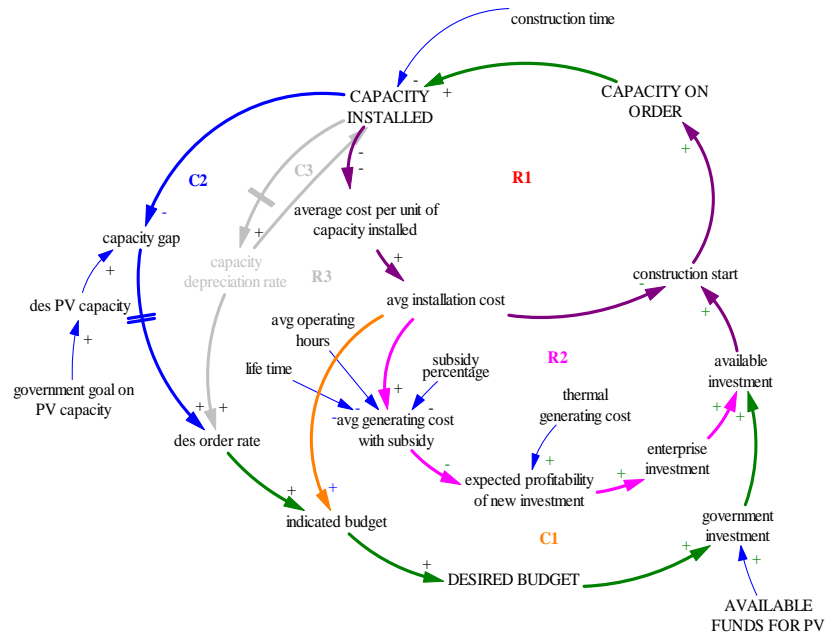 construction time
CAPACITY
INSTALLED
-
+
CAPACITY ON
ORDER
+
C2
C3
R1
-
-
average cost per unit of
capacity installed
-
capacity gap
+
capacity
depreciation rate
R3
+
+
construction start
-
des PV capacity
avg installation cost
+
+
avg operating
hours
R2
available
investment
government goal on
PV capacity
life time
subsidy
percentage
thermal
generating cost
+
+
+
+
+
-
-
-
avg generating cost
with subsidy
-
des order rate
+
enterprise
investment
-
expected profitability
of new investment
+
+
+
indicated budget
government
investment
C1
+
+
DESIRED BUDGET
+
AVAILABLE
FUNDS FOR PV